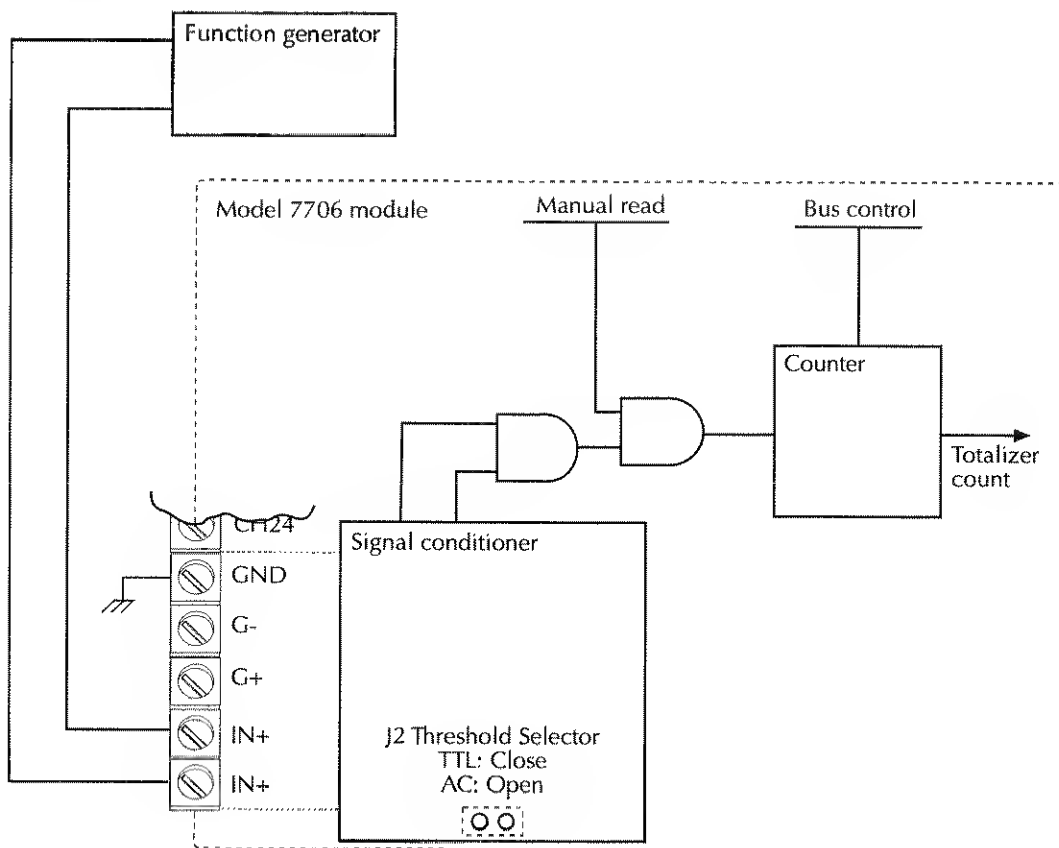 Function generator
Model 7706 module
Manual read
Bus control
Counter
Totalizer
count
CH24
Signal conditioner
GND
G-
G+
IN+
IN+
J2 Threshold Selector
TTL: Close
AC: Open